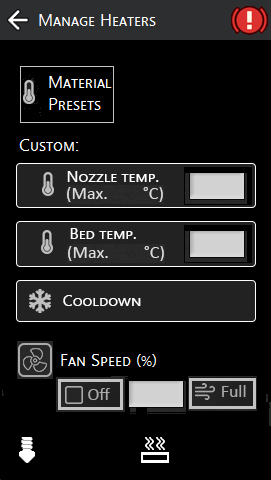 Manage Heaters
Material
Presets
Custom:
Nozzle temp.
(Max. °C)
Bed temp.
(Max. °C)
Cooldown
Fan Speed (%)
Off
Full